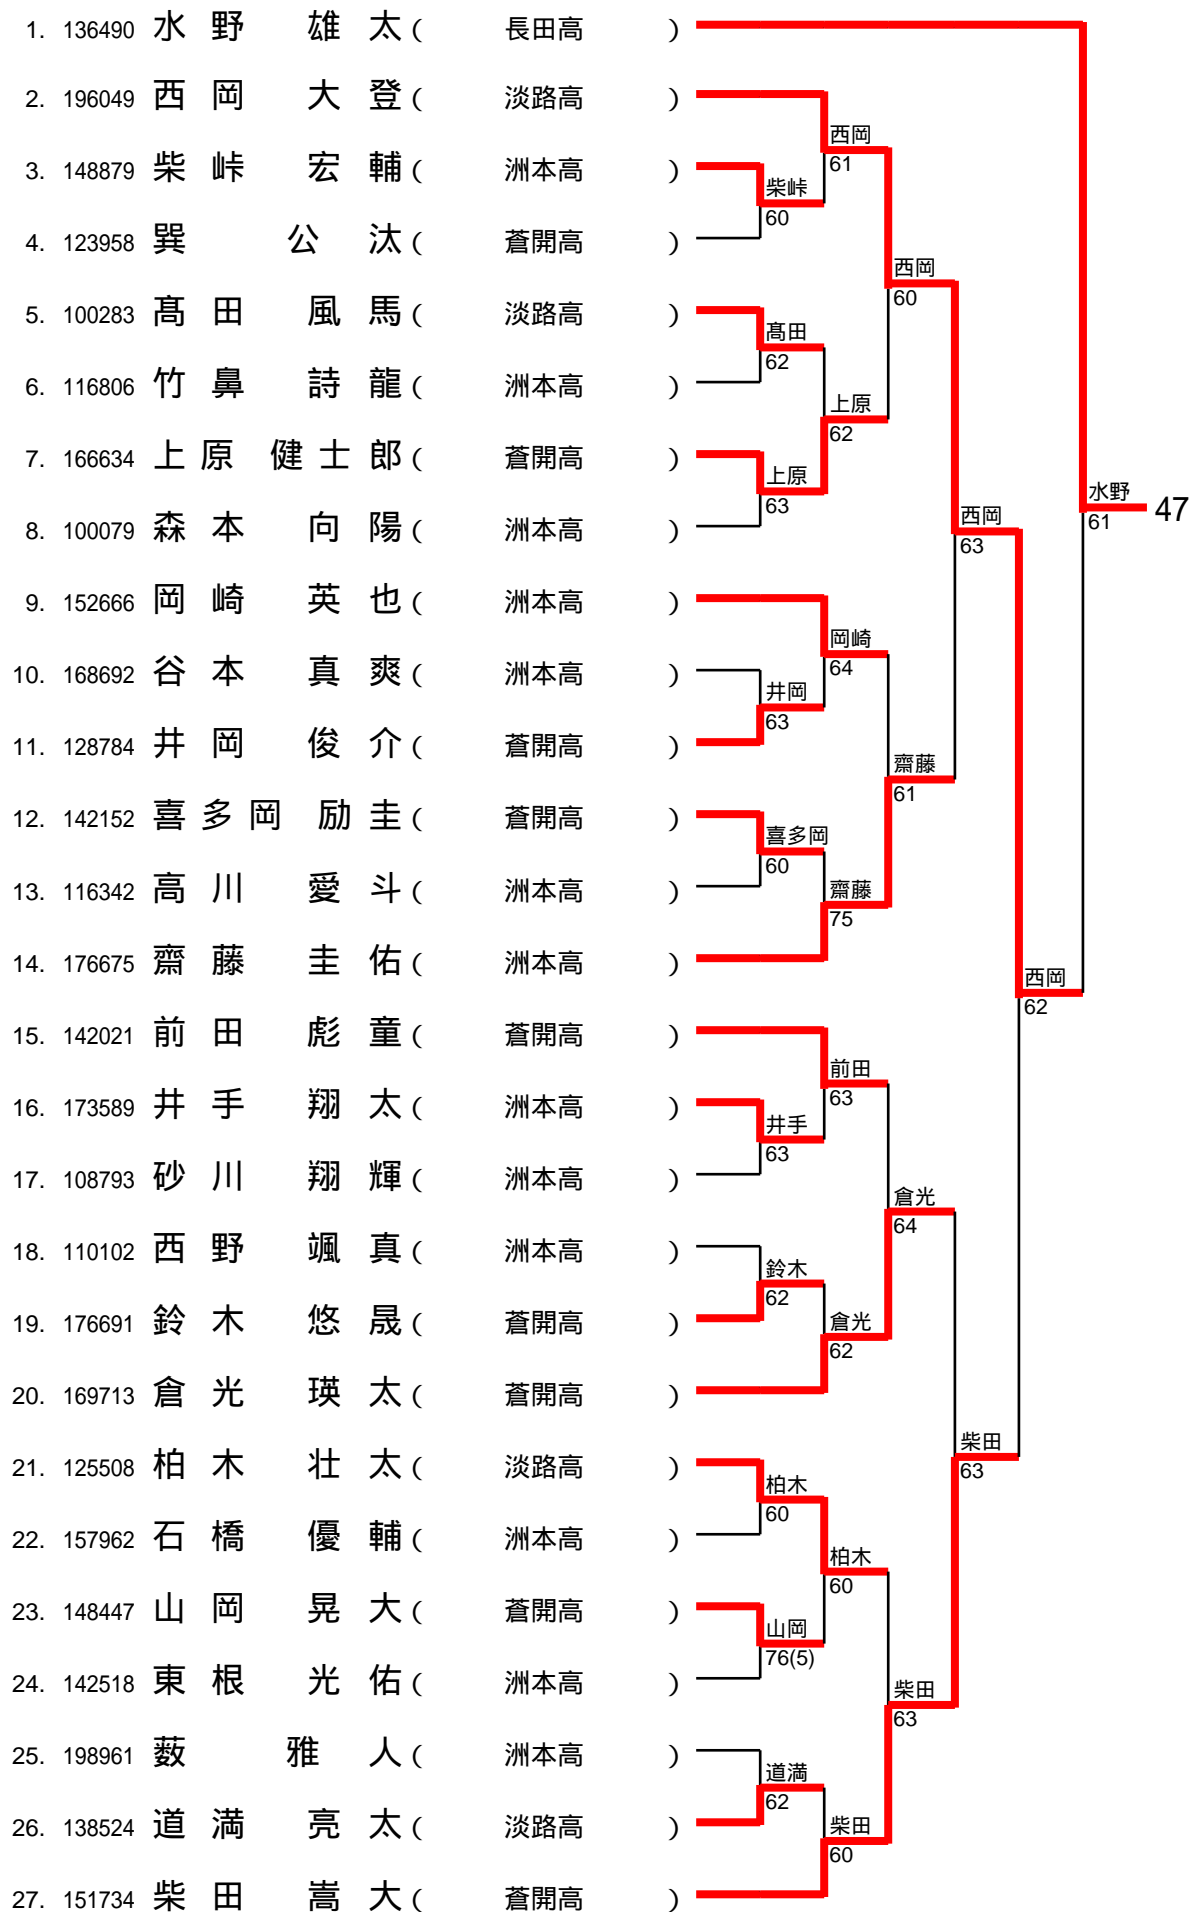 1. 136490 水野 雄太 ( 長田高 )
2. 196049 西岡 大登 ( 淡路高 )
西岡
61
3. 148879 柴峠 宏輔 ( 洲本高 )
柴峠
60
4. 123958 巽 公汰 ( 蒼開高 )
西岡
60
5. 100283 髙田 風馬 ( 淡路高 )
髙田
62
6. 116806 竹鼻 詩龍 ( 洲本高 )
上原
62
7. 166634 上原 健士郎 ( 蒼開高 )
上原
63
水野
61
47
8. 100079 森本 向陽 ( 洲本高 )
西岡
63
9. 152666 岡崎 英也 ( 洲本高 )
岡崎
64
10. 168692 谷本 真爽 ( 洲本高 )
井岡
63
11. 128784 井岡 俊介 ( 蒼開高 )
齋藤
61
12. 142152 喜多岡 励圭 ( 蒼開高 )
喜多岡
60
13. 116342 高川 愛斗 ( 洲本高 )
齋藤
75
14. 176675 齋藤 圭佑 ( 洲本高 )
西岡
62
15. 142021 前田 彪童 ( 蒼開高 )
前田
63
16. 173589 井手 翔太 ( 洲本高 )
井手
63
17. 108793 砂川 翔輝 ( 洲本高 )
倉光
64
18. 110102 西野 颯真 ( 洲本高 )
鈴木
62
19. 176691 鈴木 悠晟 ( 蒼開高 )
倉光
62
20. 169713 倉光 瑛太 ( 蒼開高 )
柴田
63
21. 125508 柏木 壮太 ( 淡路高 )
柏木
60
22. 157962 石橋 優輔 ( 洲本高 )
柏木
60
23. 148447 山岡 晃大 ( 蒼開高 )
山岡
76(5)
24. 142518 東根 光佑 ( 洲本高 )
柴田
63
25. 198961 薮 雅人 ( 洲本高 )
道満
62
26. 138524 道満 亮太 ( 淡路高 )
柴田
60
27. 151734 柴田 嵩大 ( 蒼開高 )